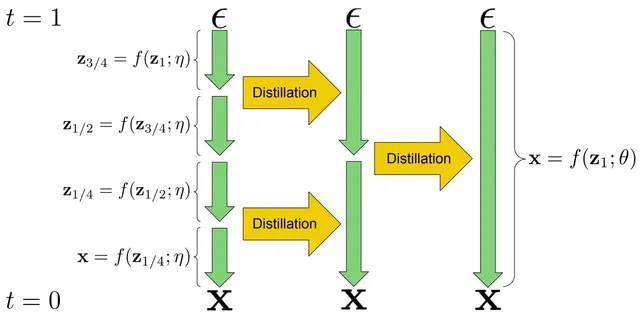 t = 1
ϵ ϵ ϵ
z₃/₄ = f(z₁; η)
Distillation
z₁/₂ = f(z₃/₄; η)
Distillation
x = f(z₁; θ)
z₁/₄ = f(z₁/₂; η)
Distillation
x = f(z₁/₄; η)
t = 0
x x x